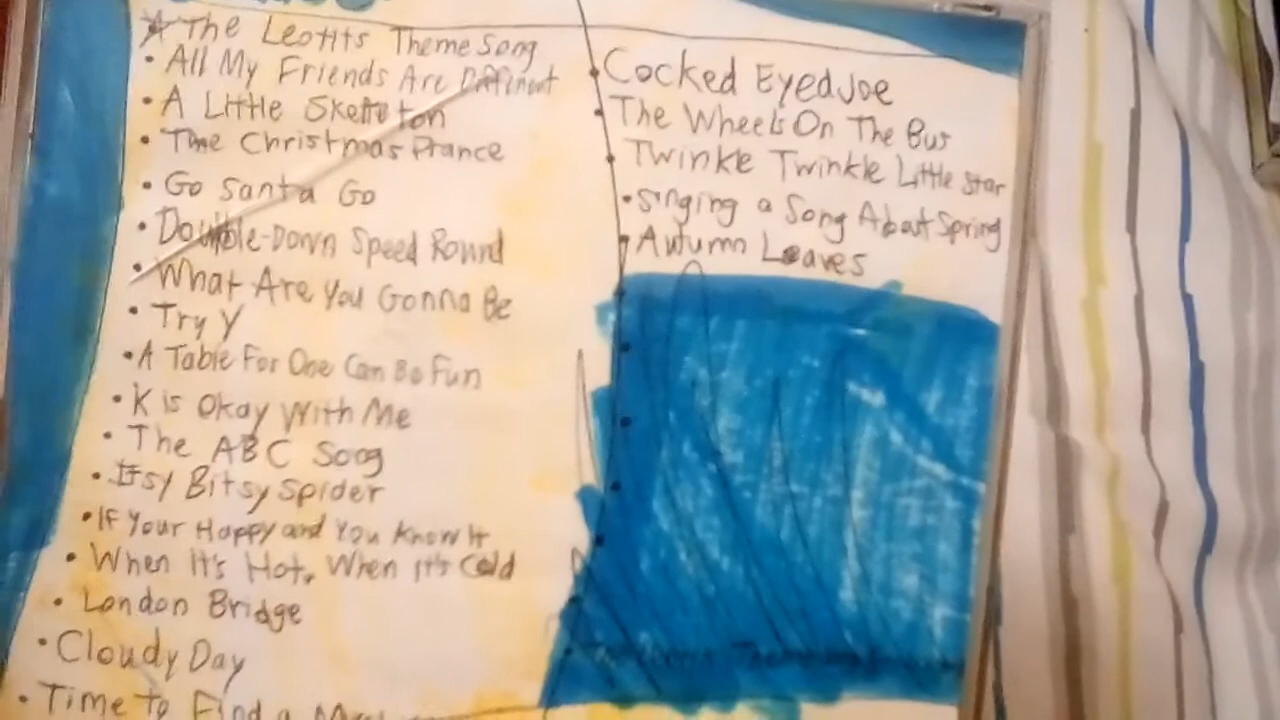 The Leotits Theme Song
All My Friends Are Different
A Little Skeleton
The Christmas Prance
Go Santa Go
Double-Down Speed Round
What Are You Gonna Be
Try Y
A Table For One Can Be Fun
K is Okay With Me
The ABC Song
Itsy Bitsy Spider
If Your Happy and You Know It
When It's Hot, When It's Cold
London Bridge
Cloudy Day
Time to Find a
Cocked Eyed Joe
The Wheels On The Bus
Twinkle Twinkle Little Star
Singing a Song About Spring
Autumn Leaves